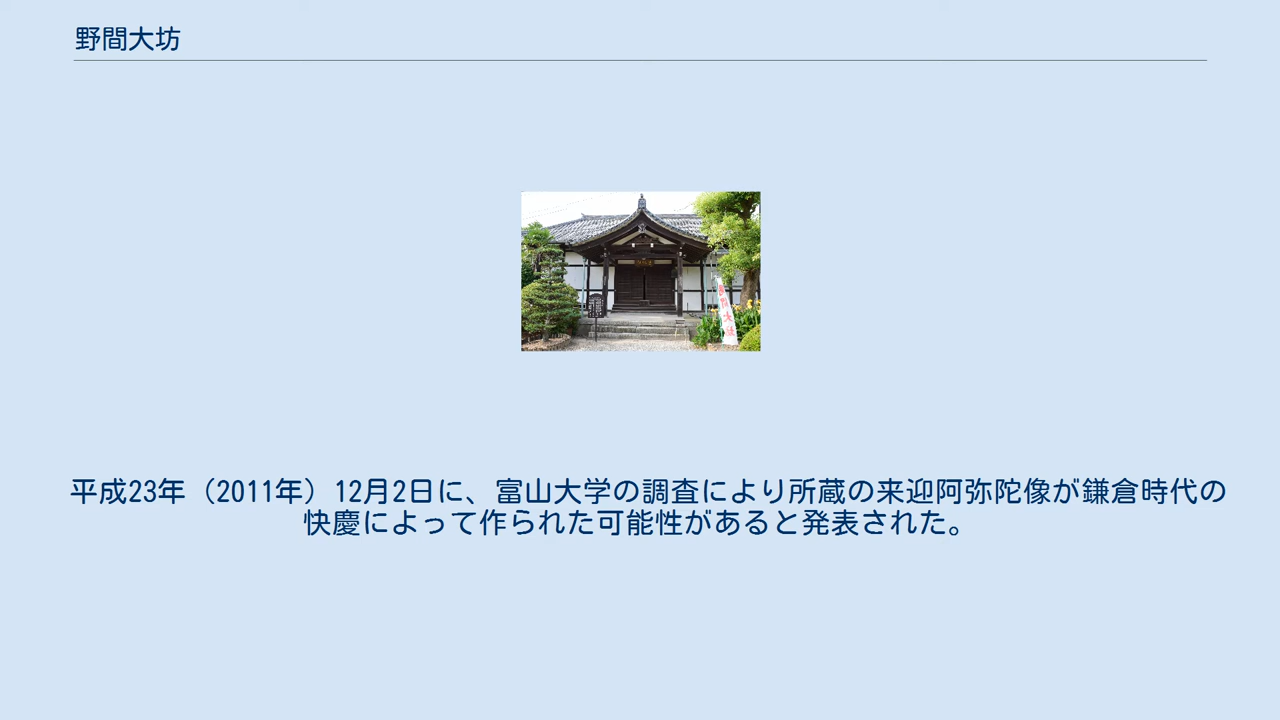 野間大坊
平成23年（2011年）12月2日に、富山大学の調査により所蔵の来迎阿弥陀像が鎌倉時代の
快慶によって作られた可能性があると発表された。